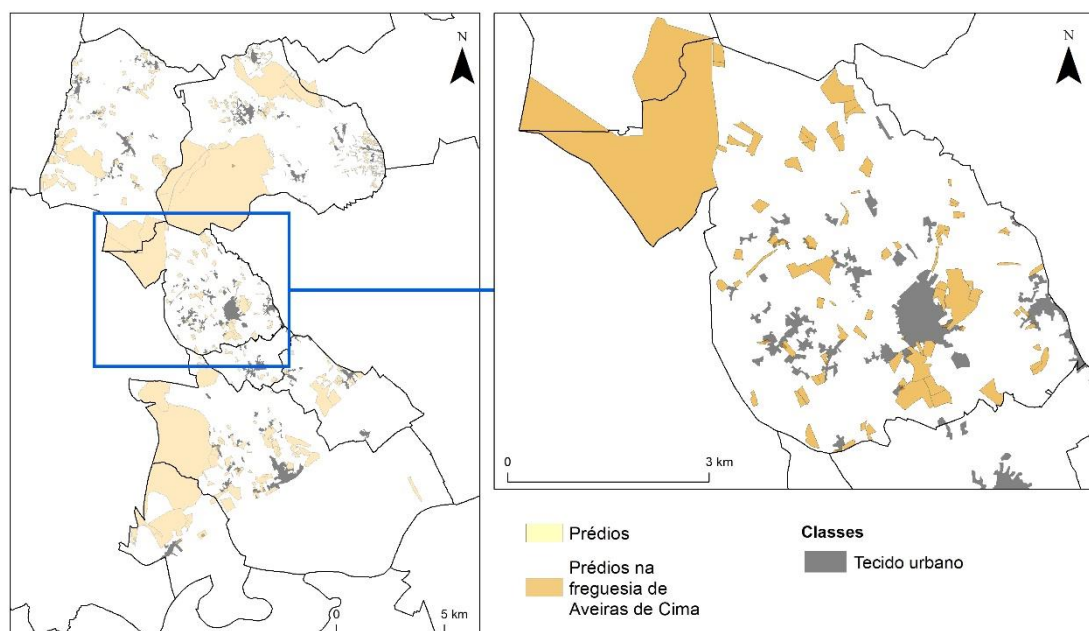 N
0
5 km
N
0
3 km
Prédios
Prédios na
freguesia de
Aveiras de Cima
Classes
Tecido urbano